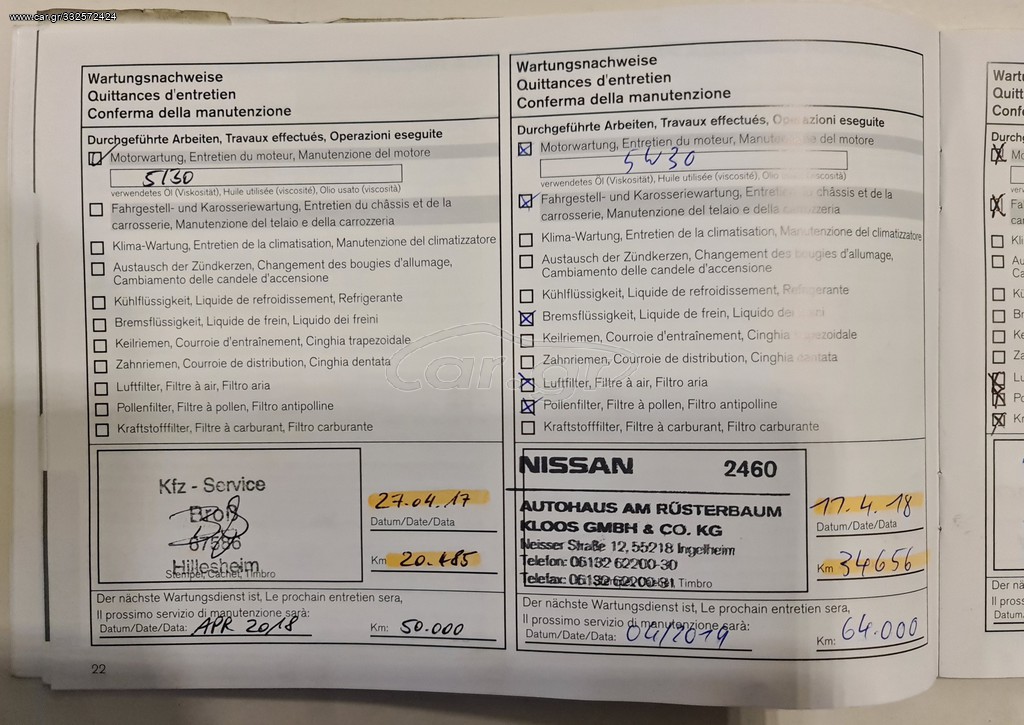 www.car.gr/332572424
Wartungsnachweise
Quittances d'entretien
Conferma della manutenzione
Durchgeführte Arbeiten, Travaux effectués, Operazioni eseguite
Motorwartung, Entretien du moteur, Manutenzione del motore
5130
verwendetes Öl (Viskosität), Huile utilisée (viscosité), Olio usato (viscosità)
Fahrgestell- und Karosseriewartung, Entretien du châssis et de la
carrosserie, Manutenzione del telaio e della carrozzeria
Klima-Wartung, Entretien de la climatisation, Manutenzione del climatizzatore
Austausch der Zündkerzen, Changement des bougies d'allumage,
Cambiamento delle candele d'accensione
Kühlflüssigkeit, Liquide de refroidissement, Refrigerante
Bremsflüssigkeit, Liquide de frein, Liquido dei freini
Keilriemen, Courroie d'entraînement, Cinghia trapezoidale
Zahnriemen, Courroie de distribution, Cinghia dentata
Luftfilter, Filtre à air, Filtro aria
Pollenfilter, Filtre à pollen, Filtro antipolline
Kraftstofffilter, Filtre à carburant, Filtro carburante
Kfz - Service
67586
Hillesheim
Stempel, Cachet, Timbro
27.04.17
Datum/Date/Data
Km 20.485
Der nächste Wartungsdienst ist, Le prochain entretien sera,
Il prossimo servizio di manutenzione sarà:
Datum/Date/Data: APR 2018 Km: 50.000
22
Wartungsnachweise
Quittances d'entretien
Conferma della manutenzione
Durchgeführte Arbeiten, Travaux effectués, Operazioni eseguite
Motorwartung, Entretien du moteur, Manutenzione del motore
5W30
verwendetes Öl (Viskosität), Huile utilisée (viscosité), Olio usato (viscosità)
Fahrgestell- und Karosseriewartung, Entretien du châssis et de la
carrosserie, Manutenzione del telaio e della carrozzeria
Klima-Wartung, Entretien de la climatisation, Manutenzione del climatizzatore
Austausch der Zündkerzen, Changement des bougies d'allumage,
Cambiamento delle candele d'accensione
Kühlflüssigkeit, Liquide de refroidissement, Refrigerante
Bremsflüssigkeit, Liquide de frein, Liquido dei freini
Keilriemen, Courroie d'entraînement, Cinghia trapezoidale
Zahnriemen, Courroie de distribution, Cinghia dentata
Luftfilter, Filtre à air, Filtro aria
Pollenfilter, Filtre à pollen, Filtro antipolline
Kraftstofffilter, Filtre à carburant, Filtro carburante
NISSAN 2460
AUTOHAUS AM RÜSTERBAUM
KLOOS GMBH & CO. KG
Neisser Straße 12, 55218 Ingelheim
Telefon: 06132 62200-30
Telefax: 06132 62200-31
Timbro
17.4.18
Datum/Date/Data
Km 34656
Der nächste Wartungsdienst ist, Le prochain entretien sera,
Il prossimo servizio di manutenzione sarà:
Datum/Date/Data: 04/2019 Km: 64.000